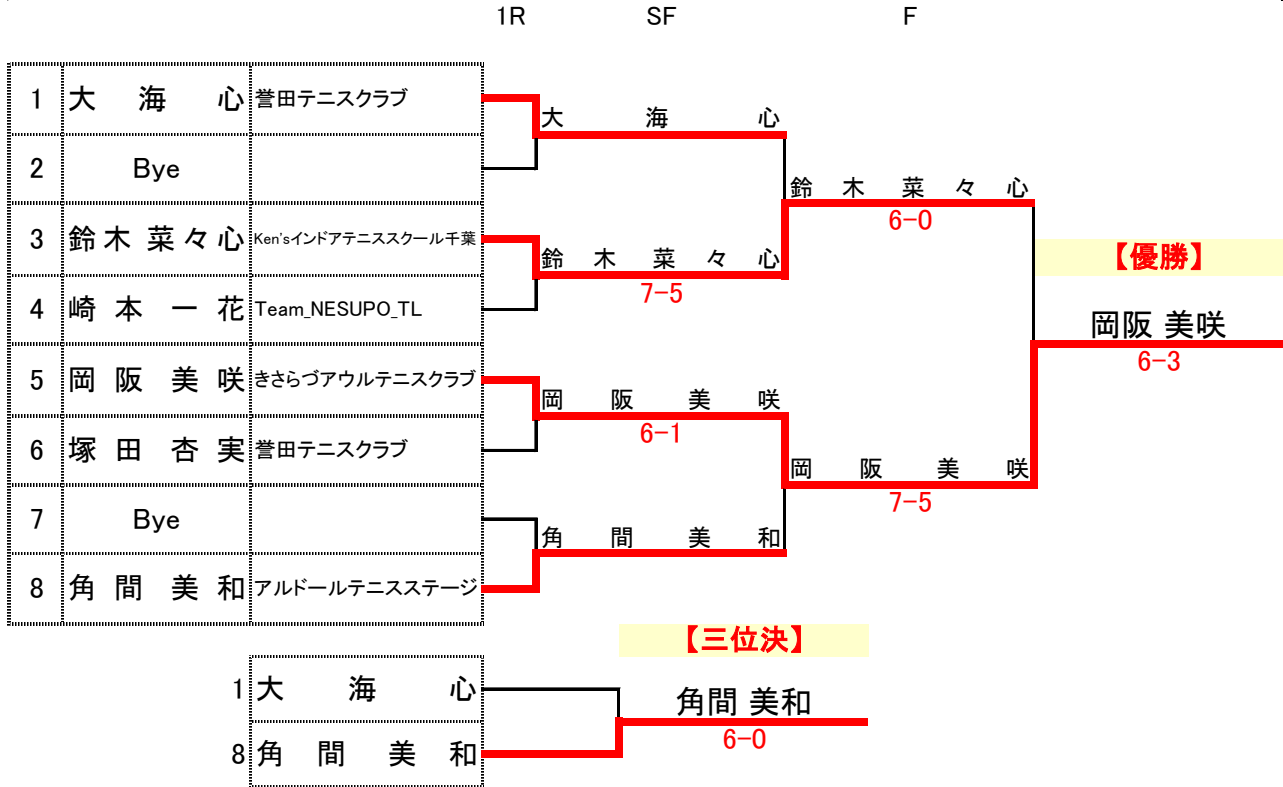 1R SF F
1 大 海 心 誉田テニスクラブ
大 海 心
2 Bye
鈴 木 菜 々 心
6-0
3 鈴 木 菜 々 心 Ken'sインドアテニススクール千葉
鈴 木 菜 々 心
7-5
【優勝】
4 崎 本 一 花 Team_NESUPO_TL
岡阪 美咲
6-3
5 岡 阪 美 咲 きさらづアウルテニスクラブ
岡 阪 美 咲
6-1
6 塚 田 杏 実 誉田テニスクラブ
岡 阪 美 咲
7-5
7 Bye
角 間 美 和
8 角 間 美 和 アルドールテニスステージ
【三位決】
1 大 海 心
角間 美和
6-0
8 角 間 美 和